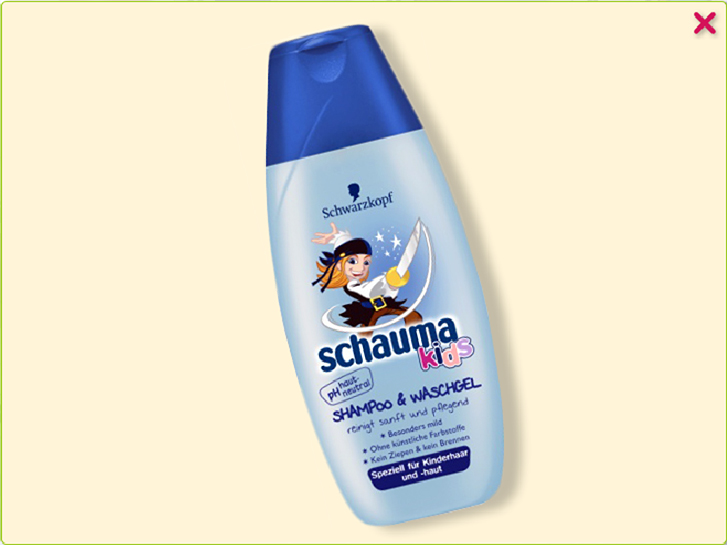 Schwarzkopf
schauma
kids
pH haut-
neutral
SHAMPOO & WASCHGEL
reinigt sanft und pflegend
* Besonders mild
* Ohne künstliche Farbstoffe
* Kein Ziepen & kein Brennen
Speziell für Kinderhaar
und -haut